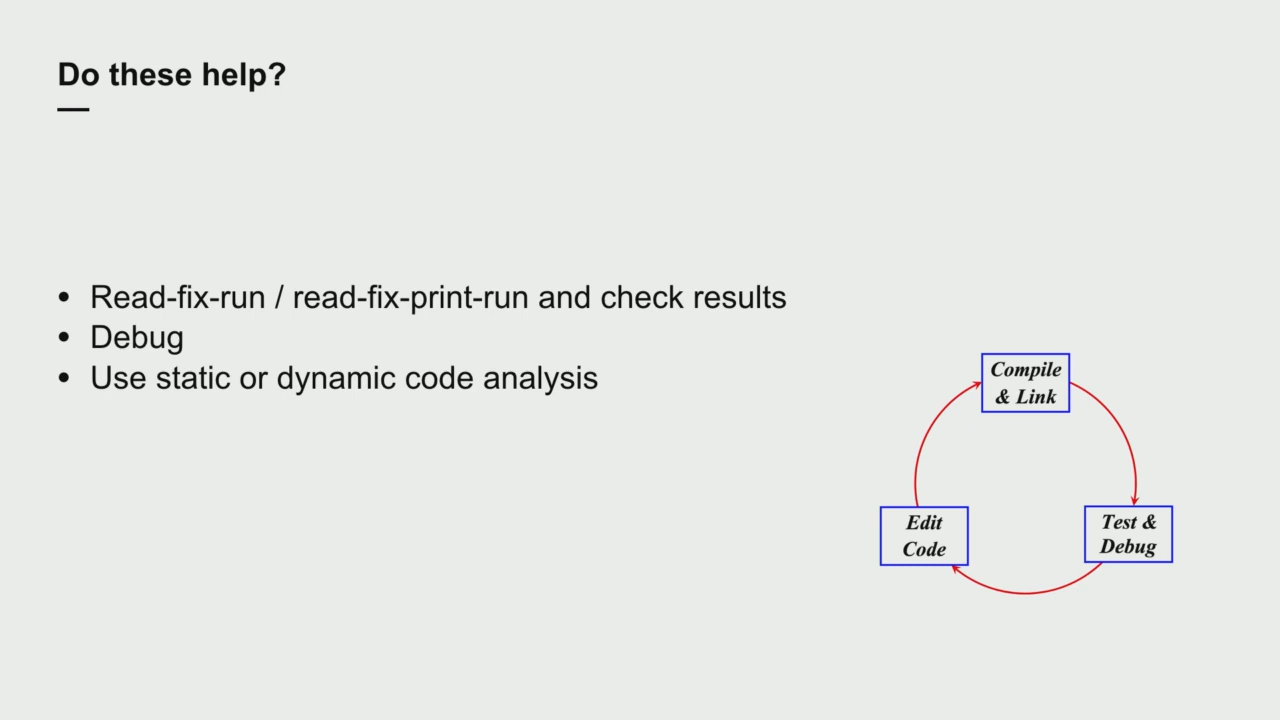 Do these help?
• Read-fix-run / read-fix-print-run and check results
• Debug
• Use static or dynamic code analysis
Compile
& Link
Edit
Code
Test &
Debug